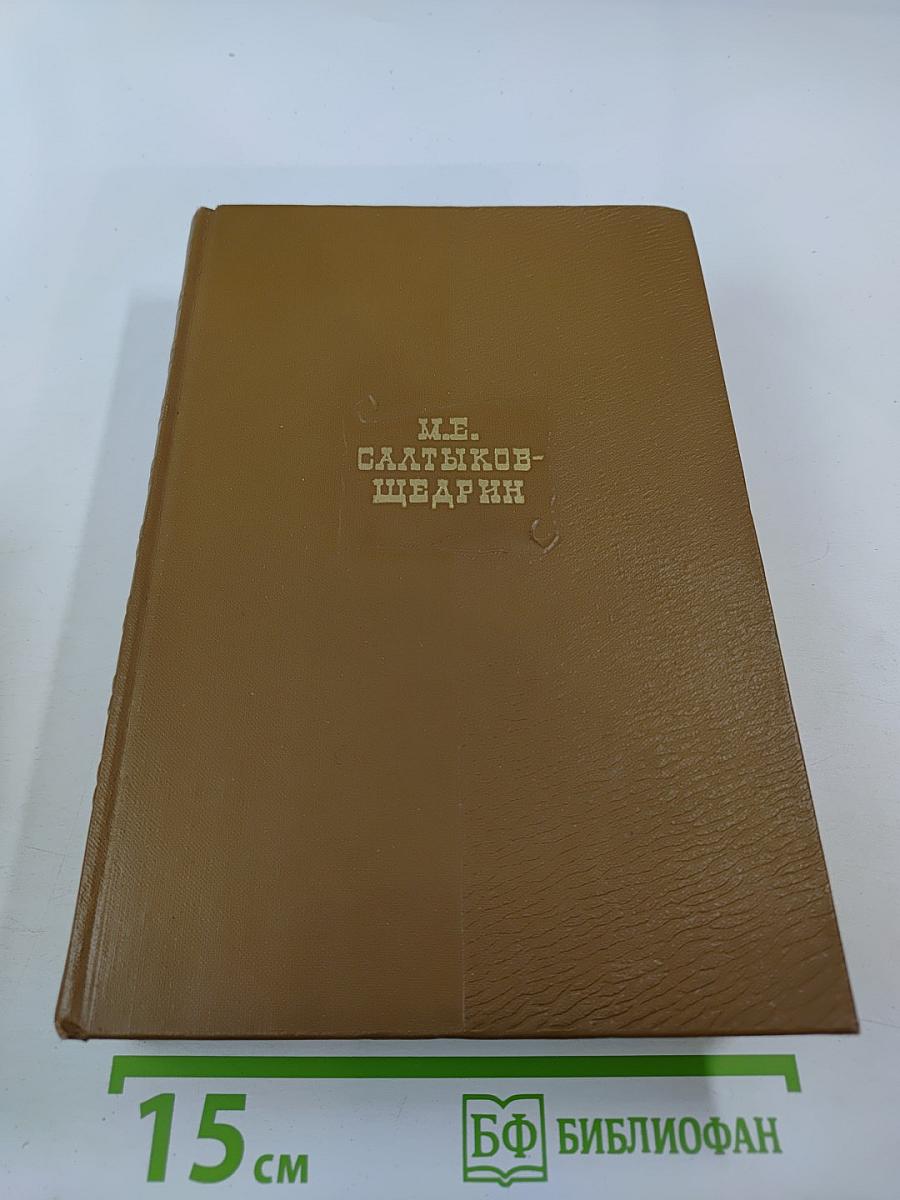 М.Е.
САЛТЫКОВ-
ЩЕДРИН
15 см
БФ БИБЛИОФАН